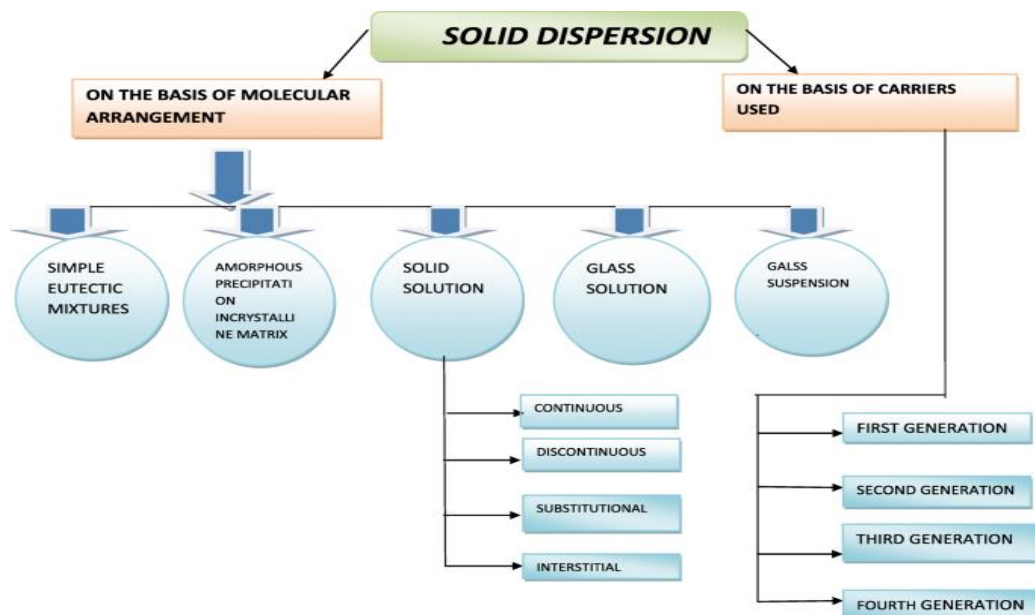 SOLID DISPERSION
ON THE BASIS OF MOLECULAR
ARRANGEMENT
ON THE BASIS OF CARRIERS
USED
SIMPLE
EUTECTIC
MIXTURES
AMORPHOUS
PRECIPITATI
ON
INCRYSTALLI
NE MATRIX
SOLID
SOLUTION
GLASS
SOLUTION
GALSS
SUSPENSION
CONTINUOUS
DISCONTINUOUS
SUBSTITUTIONAL
INTERSTITIAL
FIRST GENERATION
SECOND GENERATION
THIRD GENERATION
FOURTH GENERATION